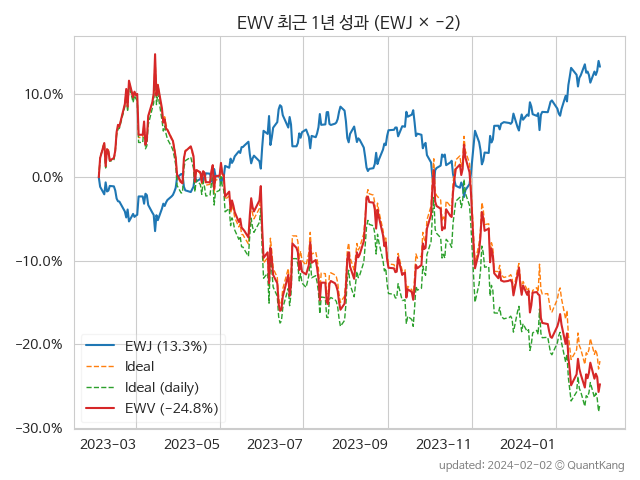 EWV 최근 1년 성과 (EWJ × −2)
10.0%
0.0%
−10.0%
−20.0%
−30.0%
EWJ (13.3%)
Ideal
Ideal (daily)
EWV (−24.8%)
2023-03 2023-05 2023-07 2023-09 2023-11 2024-01
updated: 2024-02-02 © QuantKang